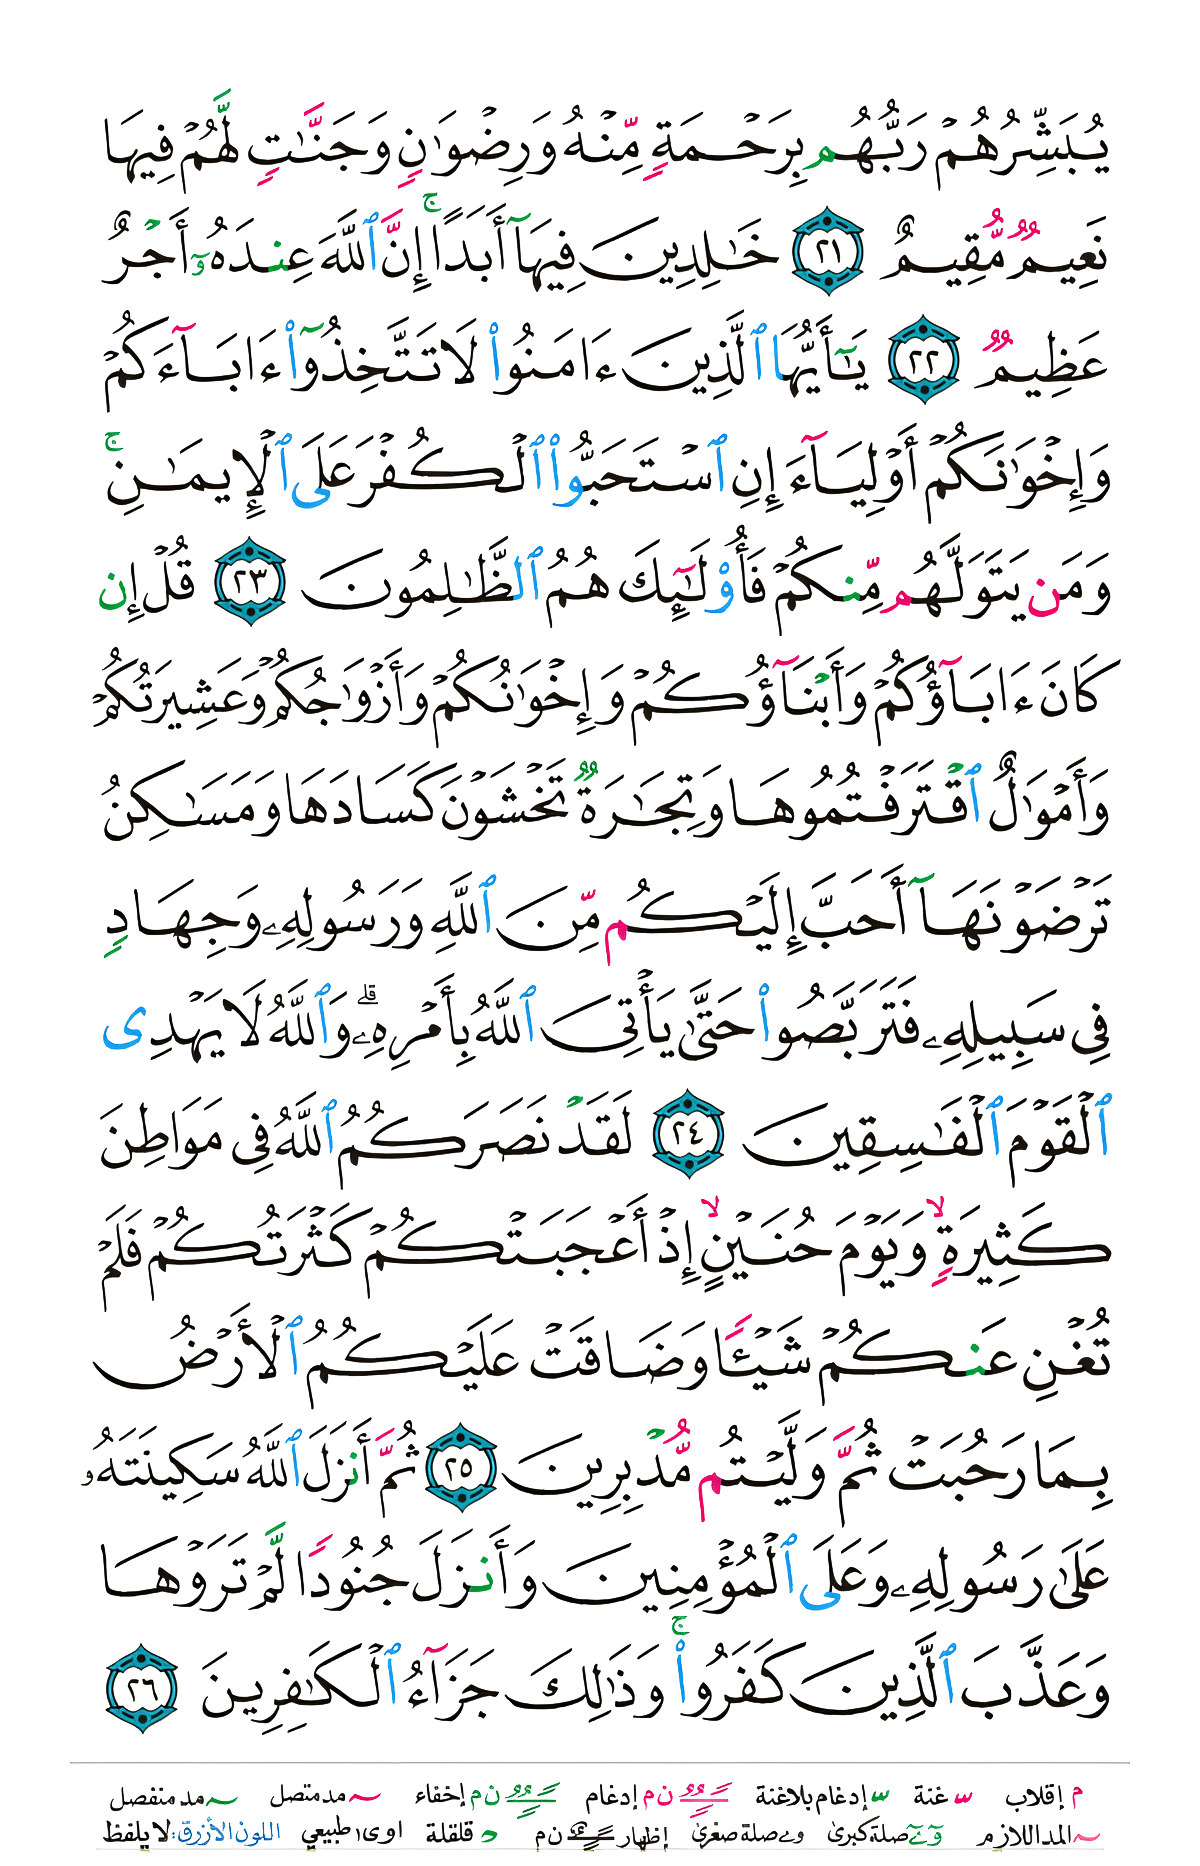 يُبَشِّرُهُمْ رَبُّهُم بِرَحْمَةٍ مِّنْهُ وَرِضْوَٰنٍ وَجَنَّٰتٍ لَّهُمْ فِيهَا
نَعِيمٌ مُّقِيمٌ ٢١ خَٰلِدِينَ فِيهَآ أَبَدًا ۚ إِنَّ ٱللَّهَ عِندَهُۥٓ أَجْرٌ
عَظِيمٌ ٢٢ يَٰٓأَيُّهَا ٱلَّذِينَ ءَامَنُوا۟ لَا تَتَّخِذُوٓا۟ ءَابَآءَكُمْ
وَإِخْوَٰنَكُمْ أَوْلِيَآءَ إِنِ ٱسْتَحَبُّوا۟ ٱلْكُفْرَ عَلَى ٱلْإِيمَٰنِ ۚ
وَمَن يَتَوَلَّهُم مِّنكُمْ فَأُو۟لَٰٓئِكَ هُمُ ٱلظَّٰلِمُونَ ٢٣ قُلْ إِن
كَانَ ءَابَآؤُكُمْ وَأَبْنَآؤُكُمْ وَإِخْوَٰنُكُمْ وَأَزْوَٰجُكُمْ وَعَشِيرَتُكُمْ
وَأَمْوَٰلٌ ٱقْتَرَفْتُمُوهَا وَتِجَٰرَةٌ تَخْشَوْنَ كَسَادَهَا وَمَسَٰكِنُ
تَرْضَوْنَهَآ أَحَبَّ إِلَيْكُم مِّنَ ٱللَّهِ وَرَسُولِهِۦ وَجِهَادٍ
فِى سَبِيلِهِۦ فَتَرَبَّصُوا۟ حَتَّىٰ يَأْتِىَ ٱللَّهُ بِأَمْرِهِۦ ۗ وَٱللَّهُ لَا يَهْدِى
ٱلْقَوْمَ ٱلْفَٰسِقِينَ ٢٤ لَقَدْ نَصَرَكُمُ ٱللَّهُ فِى مَوَاطِنَ
كَثِيرَةٍ ۙ وَيَوْمَ حُنَيْنٍ ۙ إِذْ أَعْجَبَتْكُمْ كَثْرَتُكُمْ فَلَمْ
تُغْنِ عَنكُمْ شَيْـًٔا وَضَاقَتْ عَلَيْكُمُ ٱلْأَرْضُ
بِمَا رَحُبَتْ ثُمَّ وَلَّيْتُم مُّدْبِرِينَ ٢٥ ثُمَّ أَنزَلَ ٱللَّهُ سَكِينَتَهُۥ
عَلَىٰ رَسُولِهِۦ وَعَلَى ٱلْمُؤْمِنِينَ وَأَنزَلَ جُنُودًا لَّمْ تَرَوْهَا
وَعَذَّبَ ٱلَّذِينَ كَفَرُوا۟ ۚ وَذَٰلِكَ جَزَآءُ ٱلْكَٰفِرِينَ ٢٦
م إقلاب ّ غنة ّ إدغام بلاغنة ن م إدغام ن م إخفاء ~ مد متصل ~ مد منفصل
~ المد اللازم وٓ ےٓ صلة كبرى و ے صلة صغرى إظهار ن م قلقلة ا و ى طبيعي اللون الأزرق: لا يلفظ